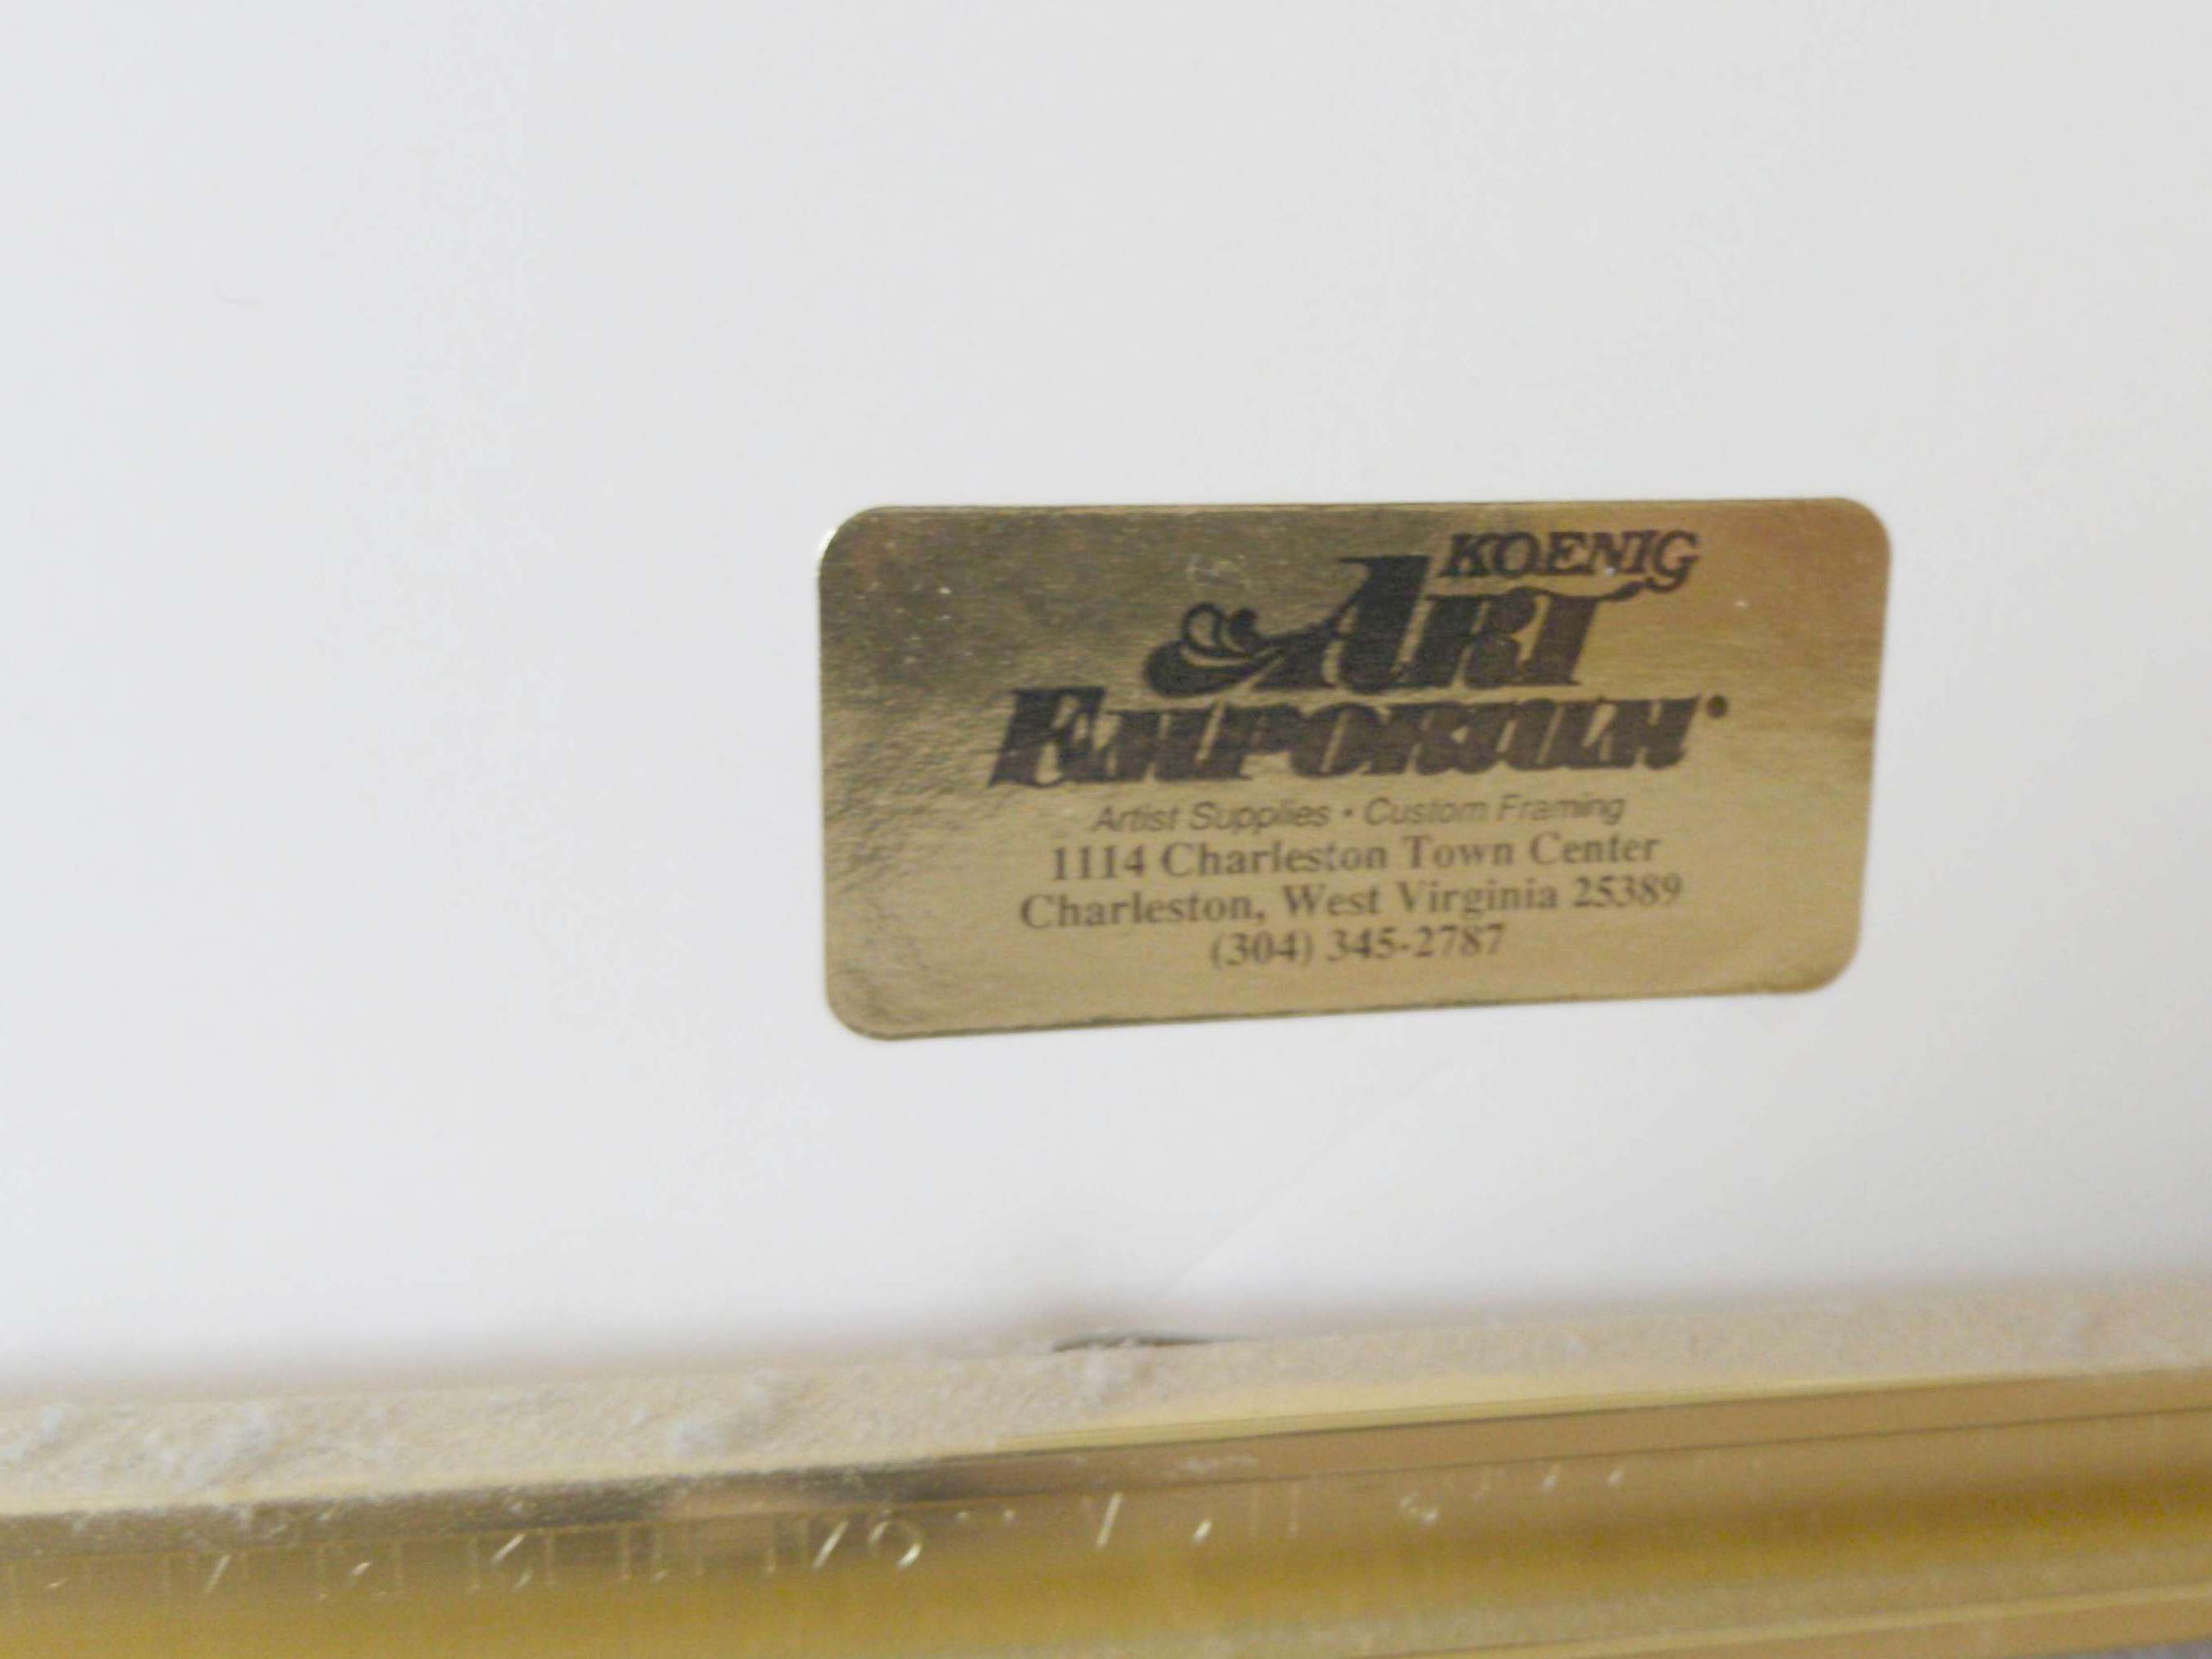 KOENIG
ART
EMPORIUM
Artist Supplies • Custom Framing
1114 Charleston Town Center
Charleston, West Virginia 25389
(304) 345-2787